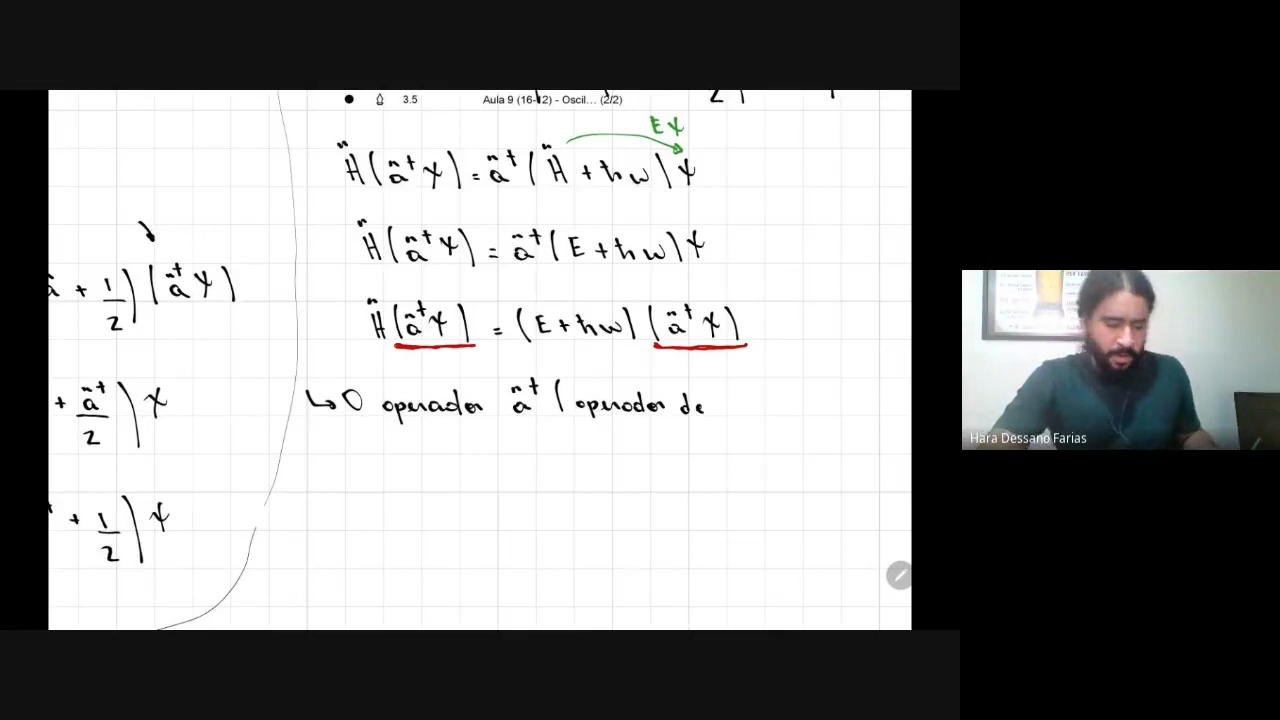 3.5 Aula 9 (16-12) - Oscil... (2/2)
Eψ
Ĥ(â†ψ) = â†(Ĥ + ħω)ψ
Ĥ(â†ψ) = â†(E + ħω)ψ
Ĥ(â†ψ) = (E + ħω)(â†ψ)
↳ O operador â† (operador de
â + 1/2)(â†ψ)
+ â†/2)ψ
+ 1/2)ψ
Hara Dessano Farias